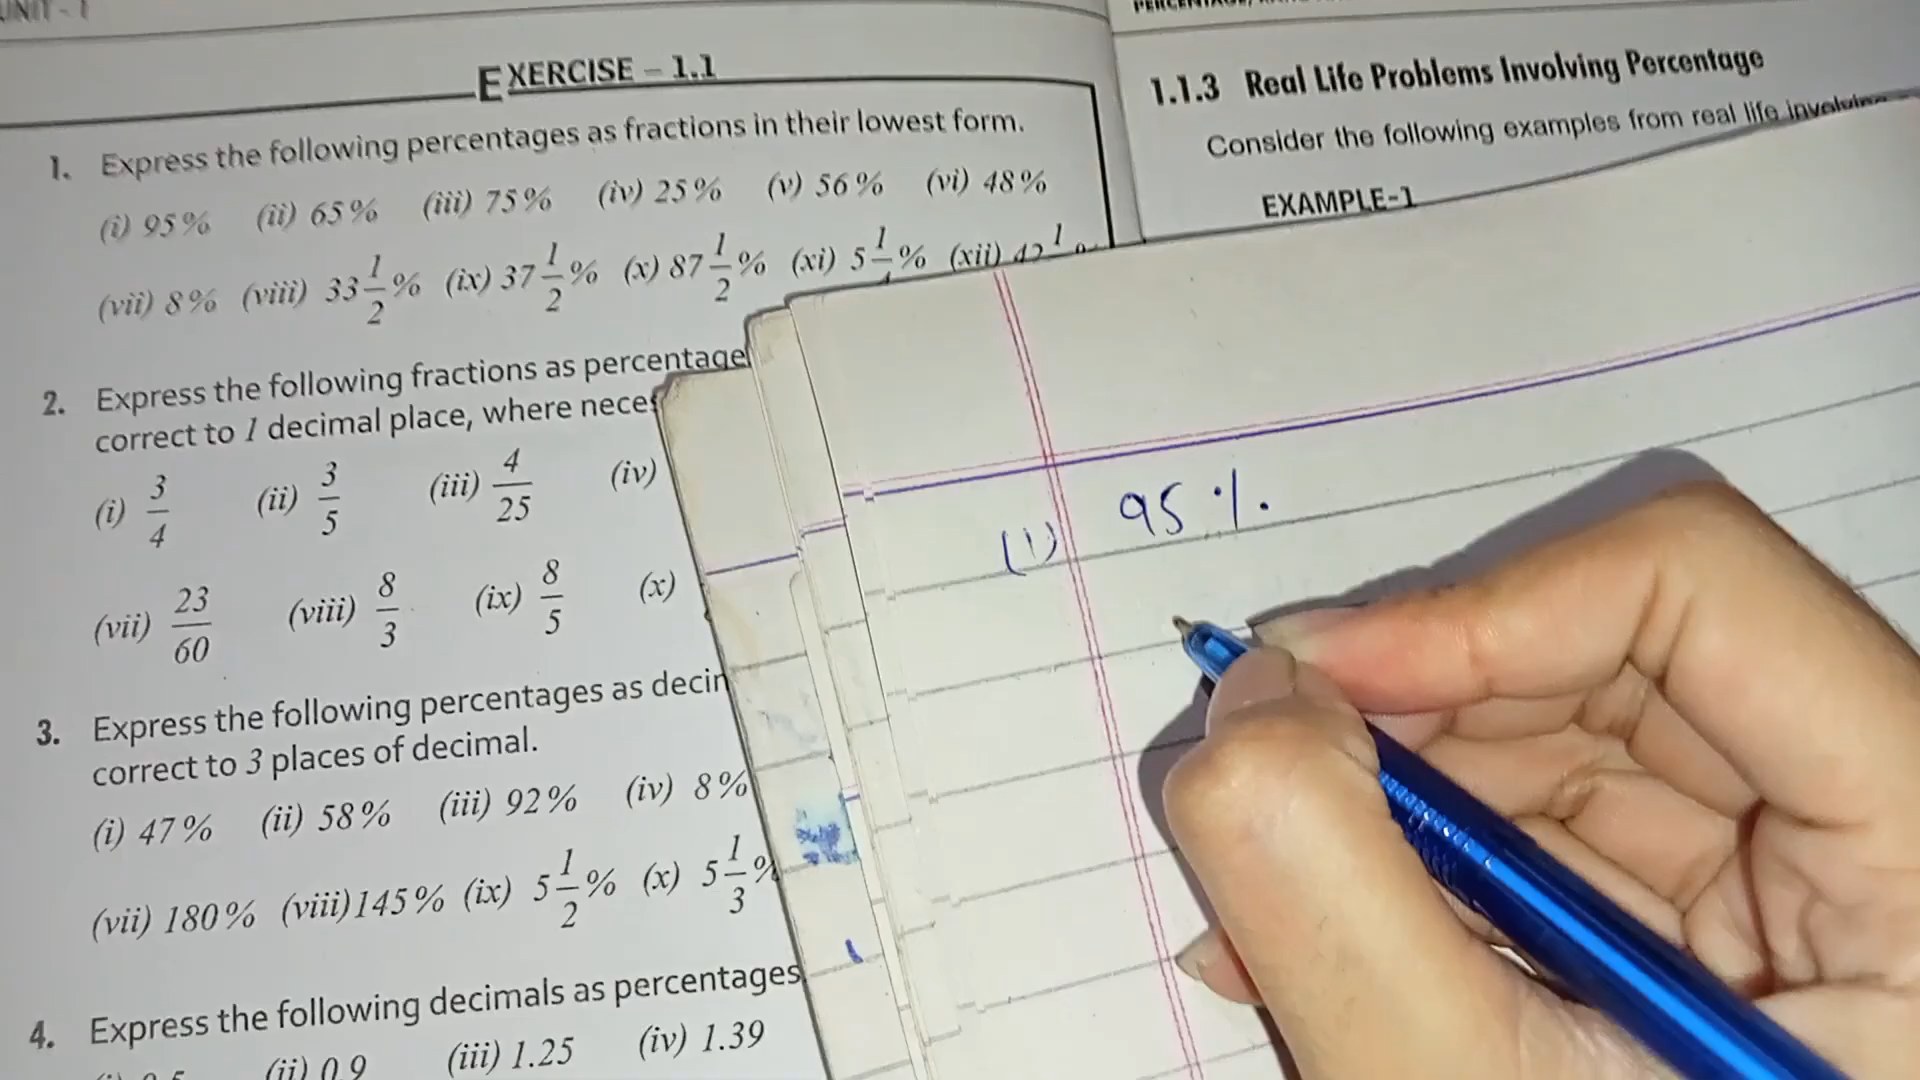 UNIT - 1
EXERCISE - 1.1
1. Express the following percentages as fractions in their lowest form.
(i) 95% (ii) 65% (iii) 75% (iv) 25% (v) 56% (vi) 48%
(vii) 8% (viii) 33 1/2 % (ix) 37 1/2 % (x) 87 1/2 % (xi) 5 1/4 % (xii) 42 1
2. Express the following fractions as percentage
correct to 1 decimal place, where neces
(i) 3/4 (ii) 3/5 (iii) 4/25 (iv)
(vii) 23/60 (viii) 8/3 (ix) 8/5 (x)
3. Express the following percentages as decim
correct to 3 places of decimal.
(i) 47% (ii) 58% (iii) 92% (iv) 8%
(vii) 180% (viii) 145% (ix) 5 1/2 % (x) 5 1/3 %
4. Express the following decimals as percentages
(ii) 0.9 (iii) 1.25 (iv) 1.39
1.1.3 Real Life Problems Involving Percentage
Consider the following examples from real life involving
EXAMPLE-1
(i) 95 %